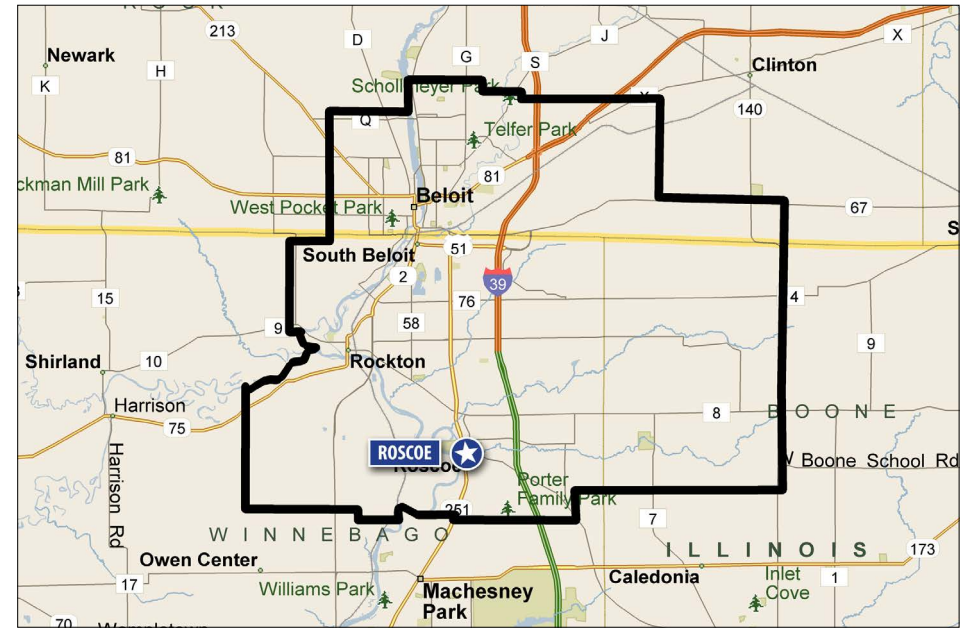 R O C K
213
D
G
J
X
S
Newark
H
K
Clinton
Schollmeyer Park
140
Q
Telfer Park
81
81
ckman Mill Park
Beloit
West Pocket Park
67
S
51
South Beloit
2
39
15
76
4
58
9
9
Shirland
10
Rockton
Harrison
8
B O O N E
75
ROSCOE
Roscoe
Boone School Rd
Harrison Rd
Porter
Family Park
251
7
W I N N E B A G O
I L L I N O I S
173
Owen Center
Caledonia
Inlet
Cove
17
1
Williams Park
Machesney
Park
70